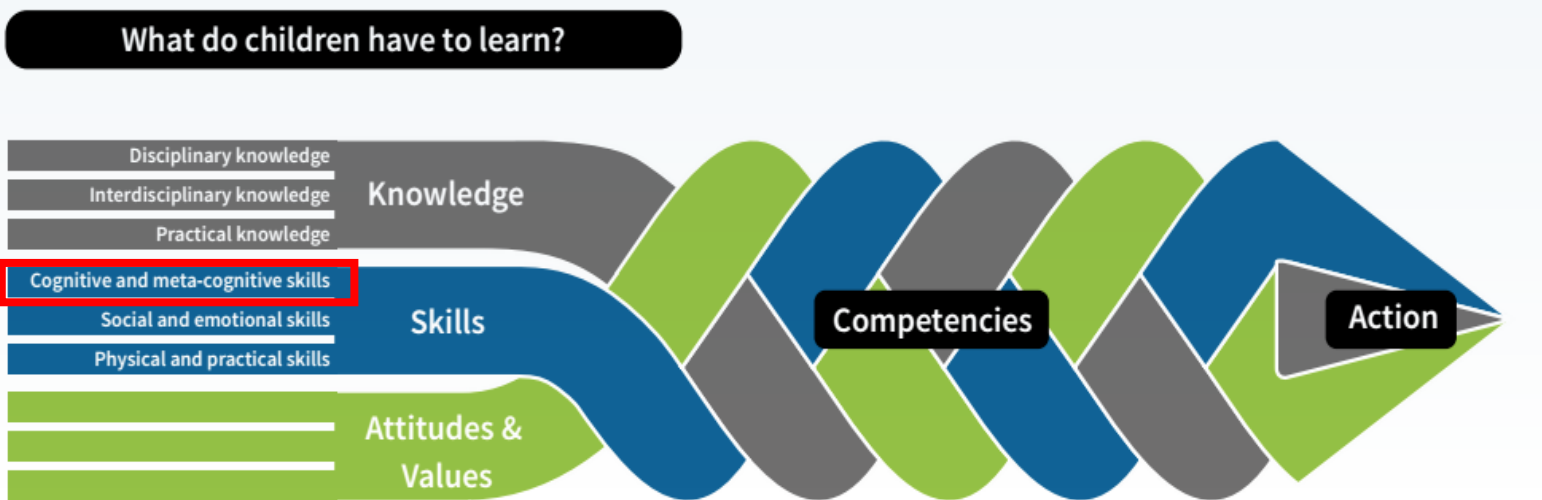 What do children have to learn?
Disciplinary knowledge
Interdisciplinary knowledge
Practical knowledge
Knowledge
Cognitive and meta-cognitive skills
Social and emotional skills
Physical and practical skills
Skills
Attitudes &
Values
Competencies
Action